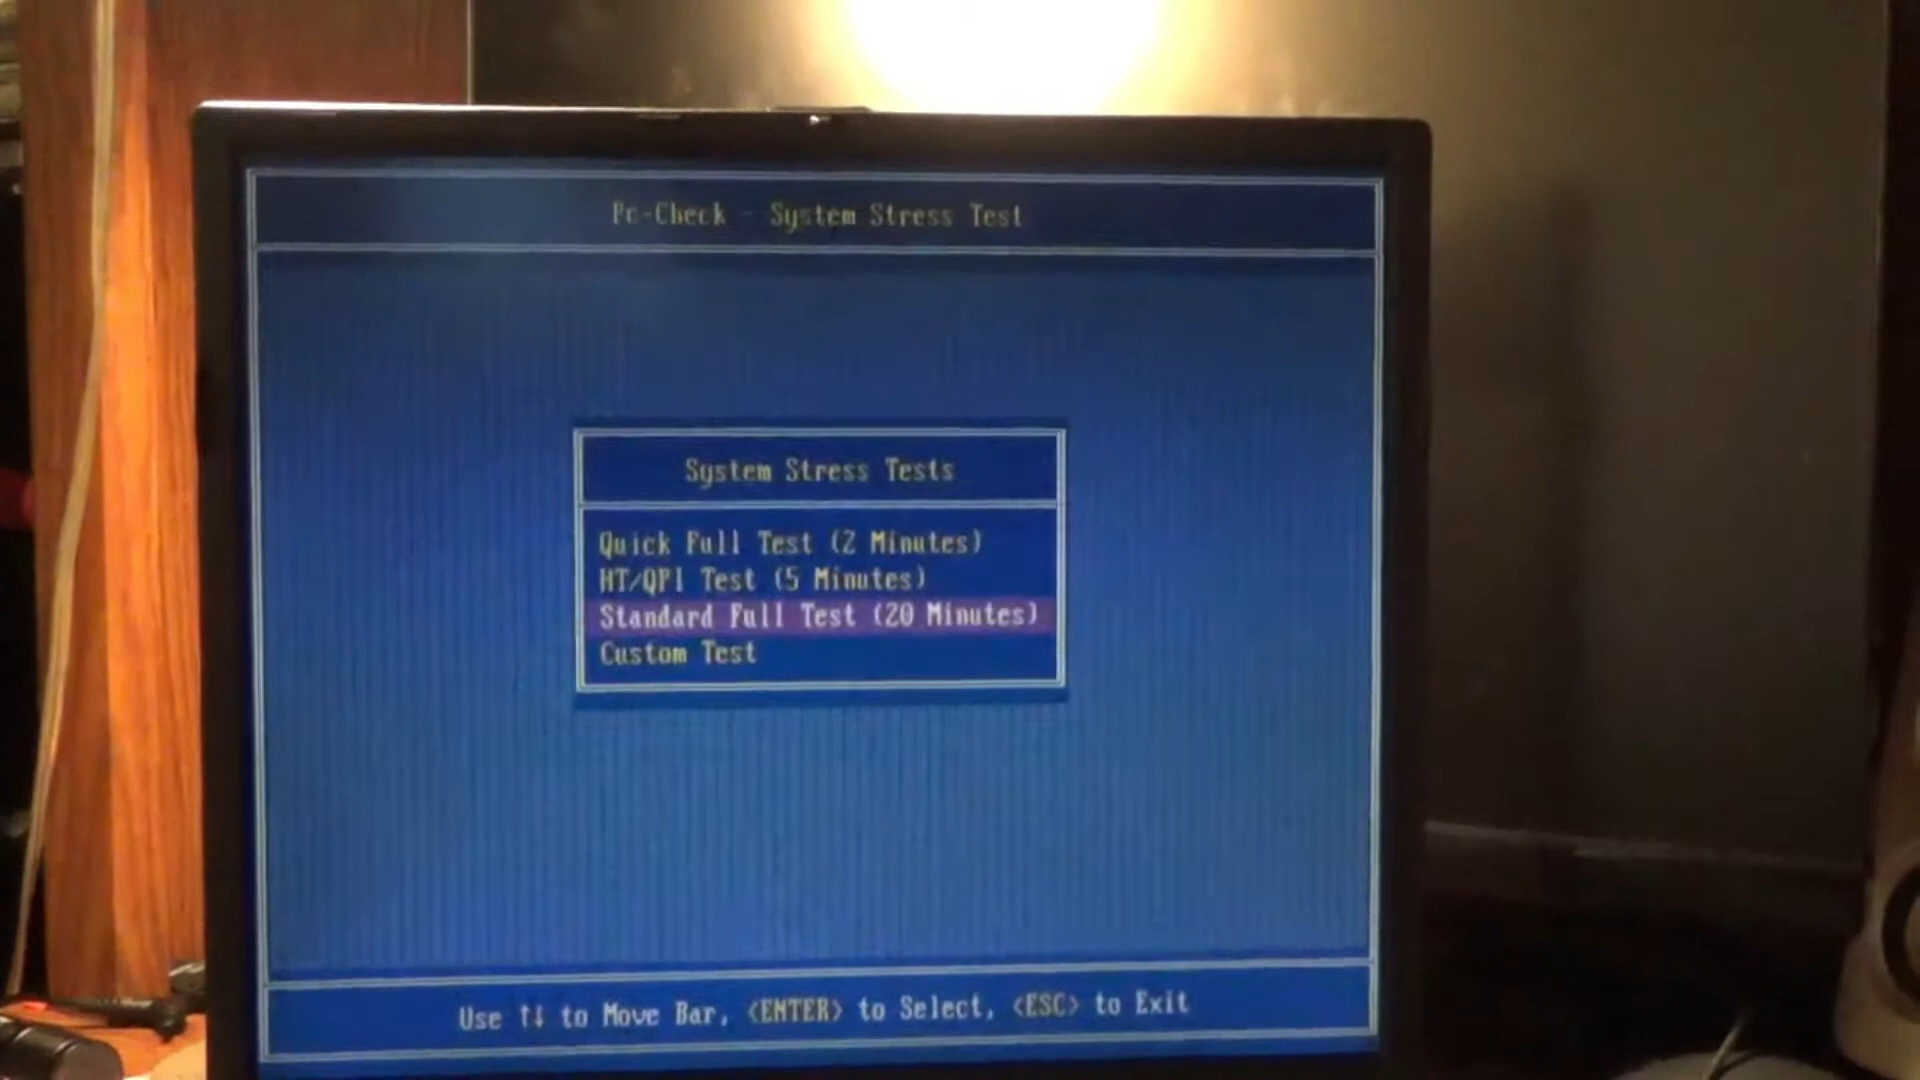 Pc-Check - System Stress Test
System Stress Tests
Quick Full Test (2 Minutes)
HT/QPI Test (5 Minutes)
Standard Full Test (20 Minutes)
Custom Test
Use ↑↓ to Move Bar, <ENTER> to Select, <ESC> to Exit